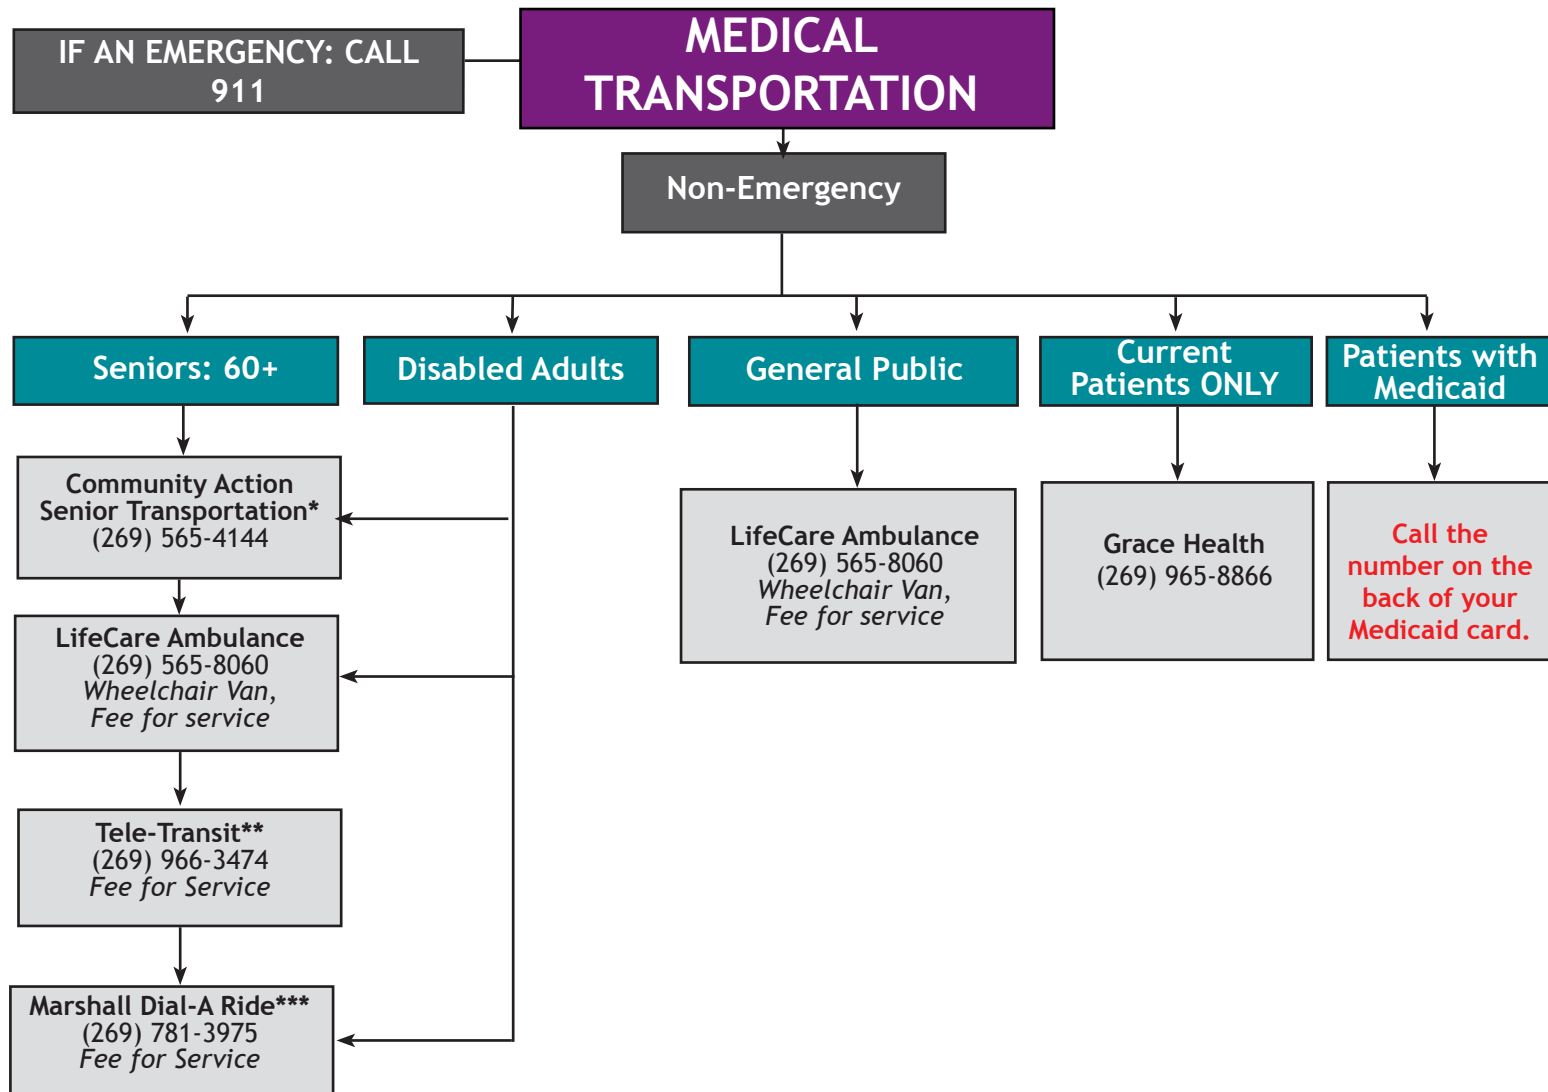 IF AN EMERGENCY: CALL
911
MEDICAL
TRANSPORTATION
Non-Emergency
Seniors: 60+
Disabled Adults
General Public
Current
Patients ONLY
Patients with
Medicaid
Community Action
Senior Transportation*
(269) 565-4144
LifeCare Ambulance
(269) 565-8060
Wheelchair Van,
Fee for service
Tele-Transit**
(269) 966-3474
Fee for Service
Marshall Dial-A Ride***
(269) 781-3975
Fee for Service
LifeCare Ambulance
(269) 565-8060
Wheelchair Van,
Fee for service
Grace Health
(269) 965-8866
Call the
number on the
back of your
Medicaid card.